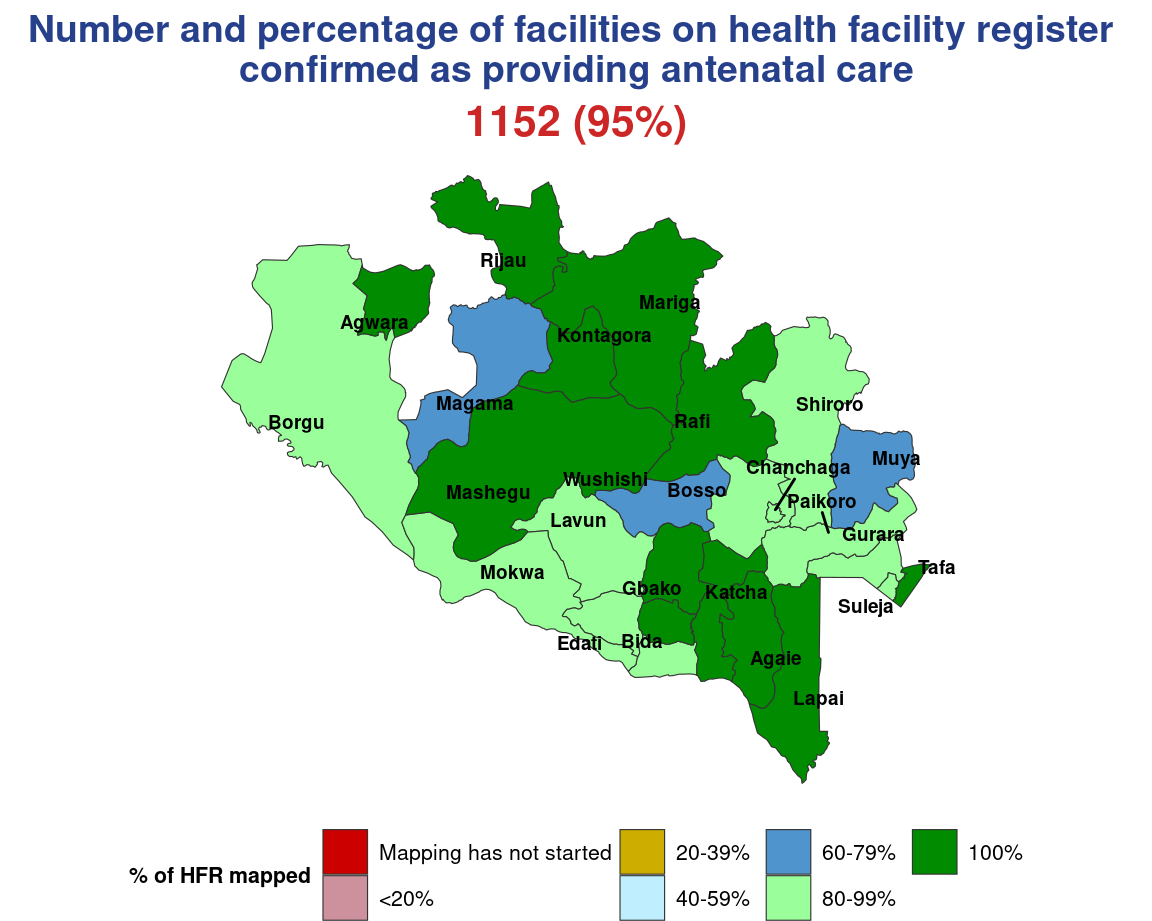 Number and percentage of facilities on health facility register
confirmed as providing antenatal care
1152 (95%)
Rijau
Mariga
Agwara
Kontagora
Magama
Shiroro
Borgu
Rafi
Muya
Chanchaga
Wushishi
Bosso
Mashegu
Paikoro
Lavun
Gurara
Tafa
Mokwa
Gbako
Katcha
Suleja
Edati
Bida
Agaie
Lapai
% of HFR mapped
Mapping has not started
<20%
20-39%
40-59%
60-79%
80-99%
100%